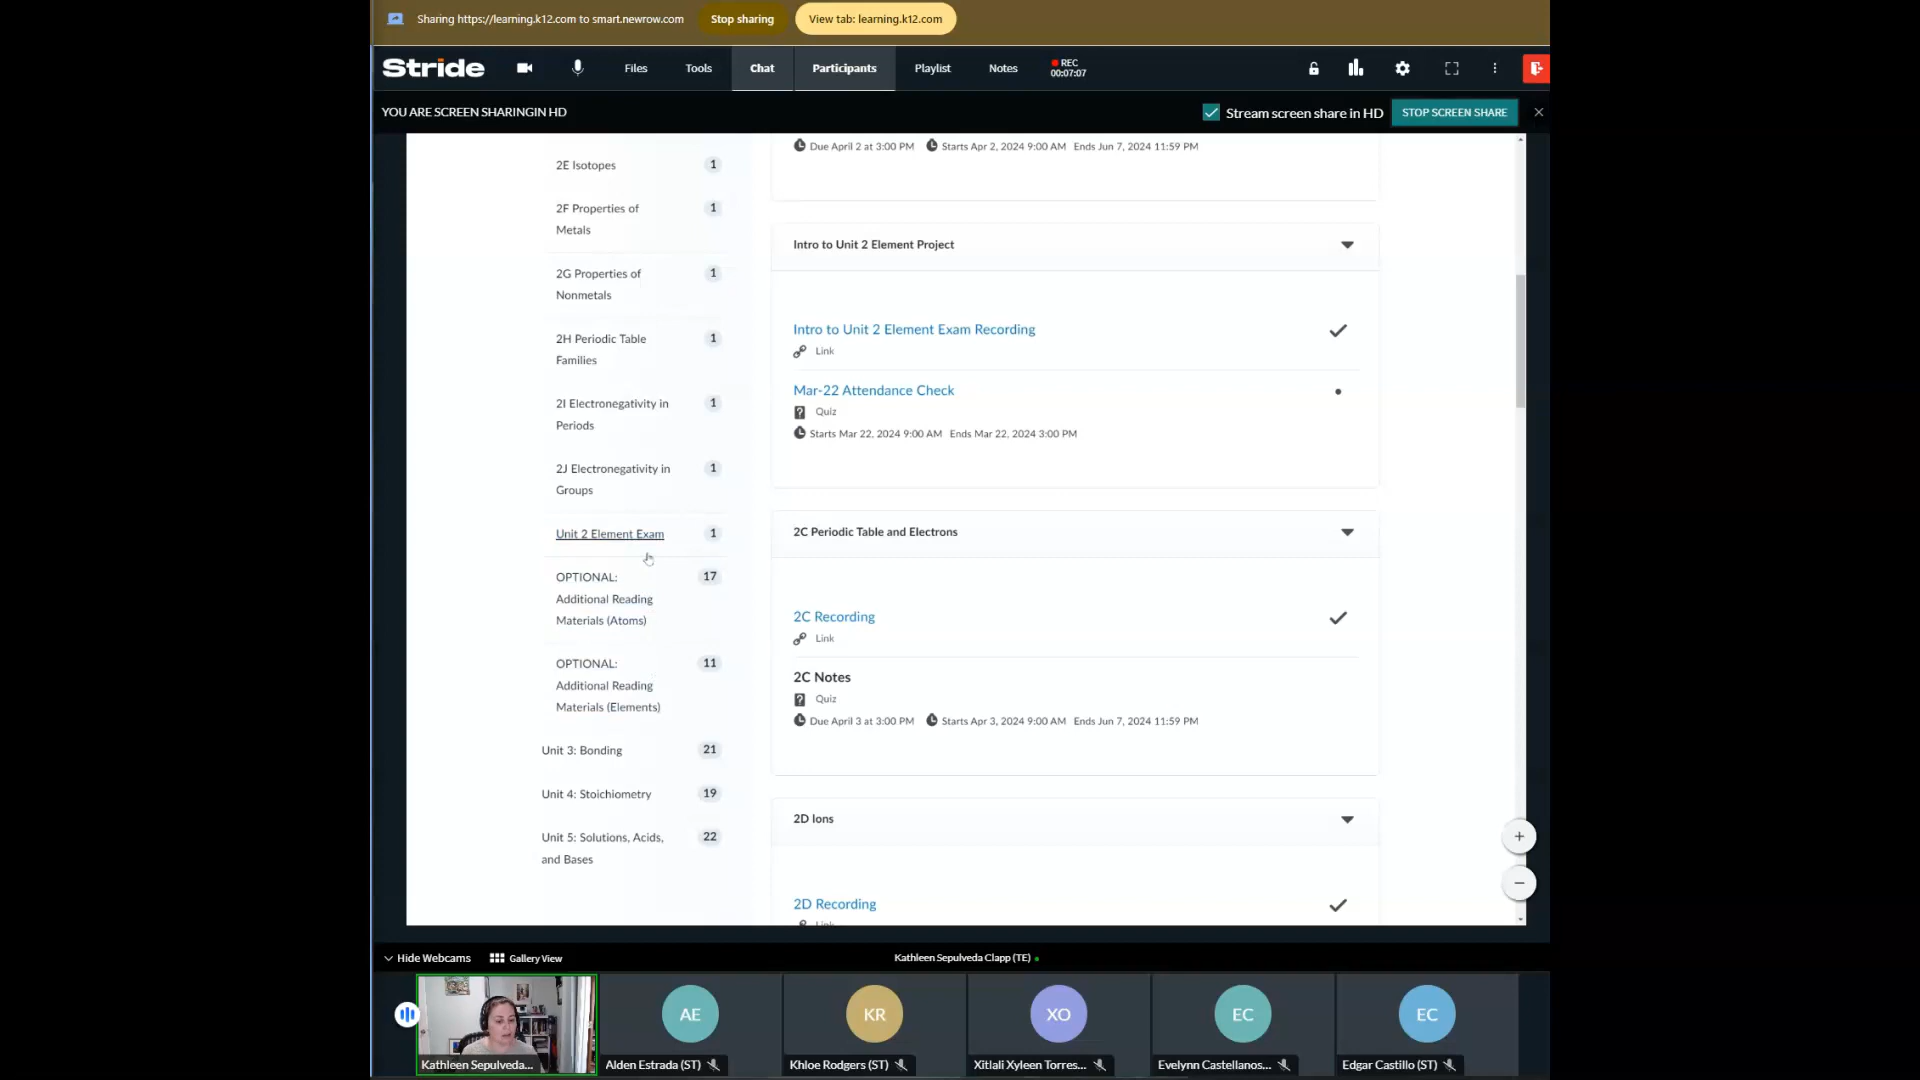 Sharing https://learning.k12.com to smart.newrow.com
Stop sharing
View tab: learning.k12.com
Stride
Files
Tools
Chat
Participants
Playlist
Notes
REC
00:07:07
YOU ARE SCREEN SHARINGIN HD
Stream screen share in HD
STOP SCREEN SHARE
2E Isotopes 1
2F Properties of 1
Metals
2G Properties of 1
Nonmetals
2H Periodic Table 1
Families
2I Electronegativity in 1
Periods
2J Electronegativity in 1
Groups
Unit 2 Element Exam 1
OPTIONAL: 17
Additional Reading
Materials (Atoms)
OPTIONAL: 11
Additional Reading
Materials (Elements)
Unit 3: Bonding 21
Unit 4: Stoichiometry 19
Unit 5: Solutions, Acids, 22
and Bases
Due April 2 at 3:00 PM Starts Apr 2, 2024 9:00 AM Ends Jun 7, 2024 11:59 PM
Intro to Unit 2 Element Project
Intro to Unit 2 Element Exam Recording
Link
Mar-22 Attendance Check
Quiz
Starts Mar 22, 2024 9:00 AM Ends Mar 22, 2024 3:00 PM
2C Periodic Table and Electrons
2C Recording
Link
2C Notes
Quiz
Due April 3 at 3:00 PM Starts Apr 3, 2024 9:00 AM Ends Jun 7, 2024 11:59 PM
2D Ions
2D Recording
Link
Hide Webcams
Gallery View
Kathleen Sepulveda Clapp (TE)
AE
KR
XO
EC
EC
Kathleen Sepulveda...
Alden Estrada (ST)
Khloe Rodgers (ST)
Xitlali Xyleen Torres...
Evelynn Castellanos...
Edgar Castillo (ST)